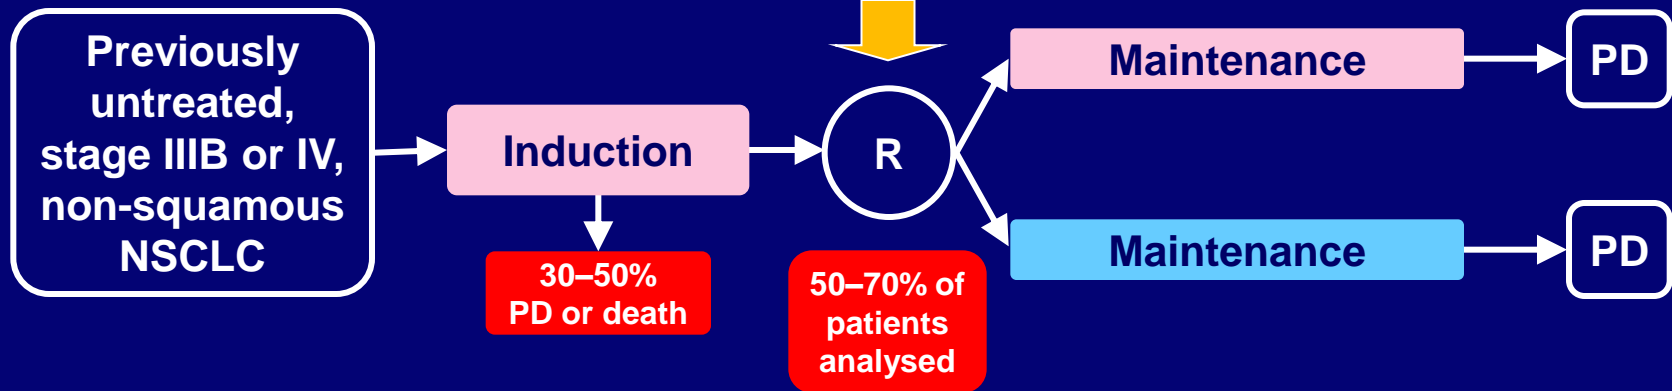 Previously
untreated,
stage IIIB or IV,
non-squamous
NSCLC
Induction
30–50%
PD or death
R
50–70% of
patients
analysed
Maintenance
PD
Maintenance
PD